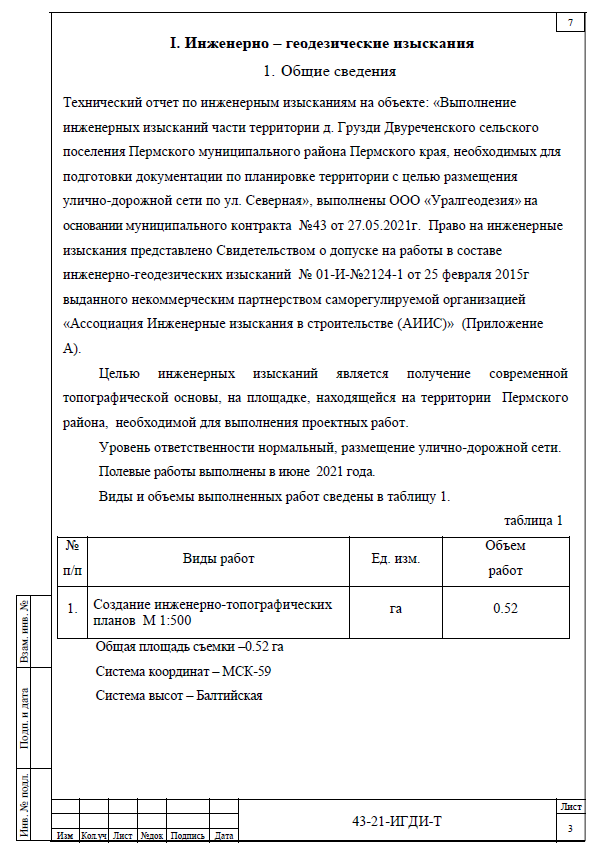 7
I. Инженерно – геодезические изыскания
1. Общие сведения
Технический отчет по инженерным изысканиям на объекте: «Выполнение
инженерных изысканий части территории д. Грузди Двуреченского сельского
поселения Пермского муниципального района Пермского края, необходимых для
подготовки документации по планировке территории с целью размещения
улично-дорожной сети по ул. Северная», выполнены ООО «Уралгеодезия» на
основании муниципального контракта №43 от 27.05.2021г. Право на инженерные
изыскания представлено Свидетельством о допуске на работы в составе
инженерно-геодезических изысканий № 01-И-№2124-1 от 25 февраля 2015г
выданного некоммерческим партнерством саморегулируемой организацией
«Ассоциация Инженерные изыскания в строительстве (АИИС)» (Приложение
А).
Целью инженерных изысканий является получение современной
топографической основы, на площадке, находящейся на территории Пермского
района, необходимой для выполнения проектных работ.
Уровень ответственности нормальный, размещение улично-дорожной сети.
Полевые работы выполнены в июне 2021 года.
Виды и объемы выполненных работ сведены в таблицу 1.
таблица 1
№ п/п Виды работ Ед. изм. Объем работ
1. Создание инженерно-топографических планов М 1:500 га 0.52
Общая площадь съемки –0.52 га
Система координат – МСК-59
Система высот – Балтийская
Взам. инв. №
Подп. и дата
Инв. № подл.
Изм Кол.уч Лист №док Подпись Дата
43-21-ИГДИ-Т
Лист
3